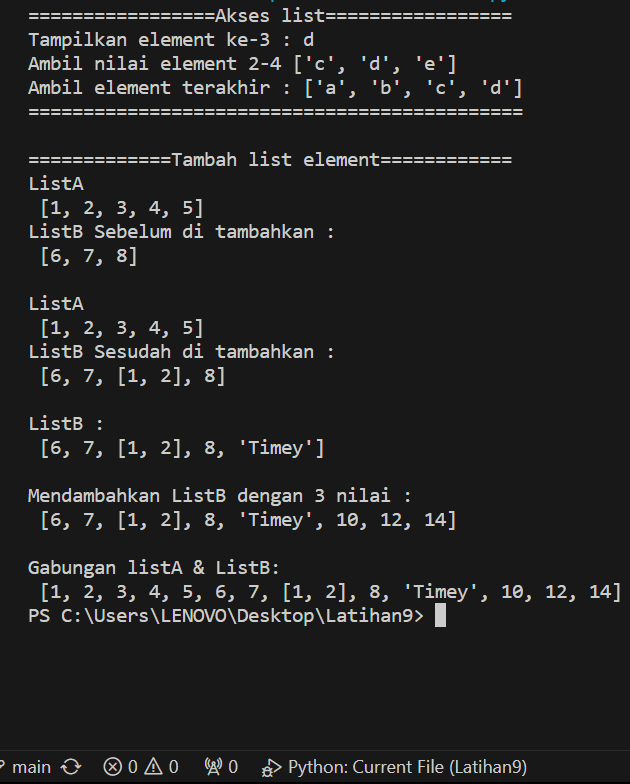 =================Akses list=================
Tampilkan element ke-3 : d
Ambil nilai element 2-4 ['c', 'd', 'e']
Ambil element terakhir : ['a', 'b', 'c', 'd']
=============================================
=============Tambah list element============
ListA
[1, 2, 3, 4, 5]
ListB Sebelum di tambahkan :
[6, 7, 8]
ListA
[1, 2, 3, 4, 5]
ListB Sesudah di tambahkan :
[6, 7, [1, 2], 8]
ListB :
[6, 7, [1, 2], 8, 'Timey']
Mendambahkan ListB dengan 3 nilai :
[6, 7, [1, 2], 8, 'Timey', 10, 12, 14]
Gabungan listA & ListB:
[1, 2, 3, 4, 5, 6, 7, [1, 2], 8, 'Timey', 10, 12, 14]
PS C:\Users\LENOVO\Desktop\Latihan9>
main 0 0 0 Python: Current File (Latihan9)